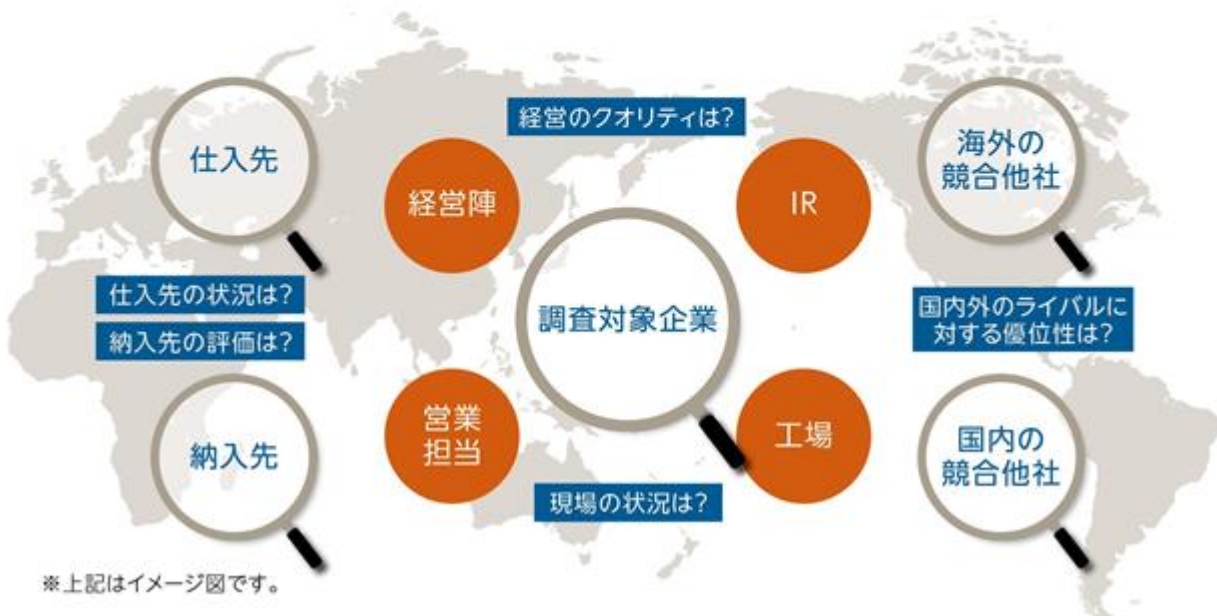 経営のクオリティは?
仕入先
経営陣
IR
海外の
競合他社
仕入先の状況は?
納入先の評価は?
調査対象企業
国内外のライバルに
対する優位性は?
納入先
営業
担当
工場
国内の
競合他社
現場の状況は?
※上記はイメージ図です。